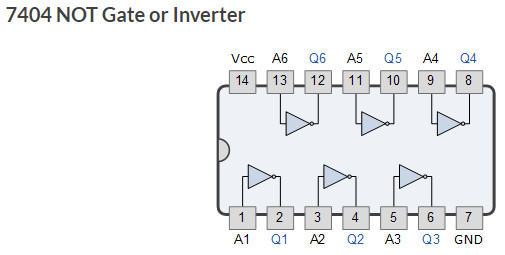 7404 NOT Gate or Inverter
Vcc A6 Q6 A5 Q5 A4 Q4
14 13 12 11 10 9 8
1 2 3 4 5 6 7
A1 Q1 A2 Q2 A3 Q3 GND